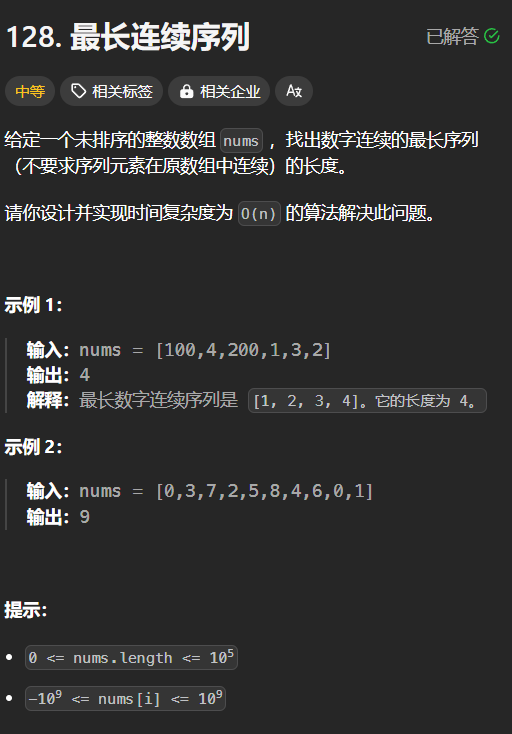 128. 最长连续序列
已解答
中等
相关标签
相关企业
给定一个未排序的整数数组 nums ，找出数字连续的最长序列
（不要求序列元素在原数组中连续）的长度。
请你设计并实现时间复杂度为 O(n) 的算法解决此问题。
示例 1：
输入：nums = [100,4,200,1,3,2]
输出：4
解释：最长数字连续序列是 [1, 2, 3, 4]。它的长度为 4。
示例 2：
输入：nums = [0,3,7,2,5,8,4,6,0,1]
输出：9
提示：
0 <= nums.length <= 10⁵
-10⁹ <= nums[i] <= 10⁹